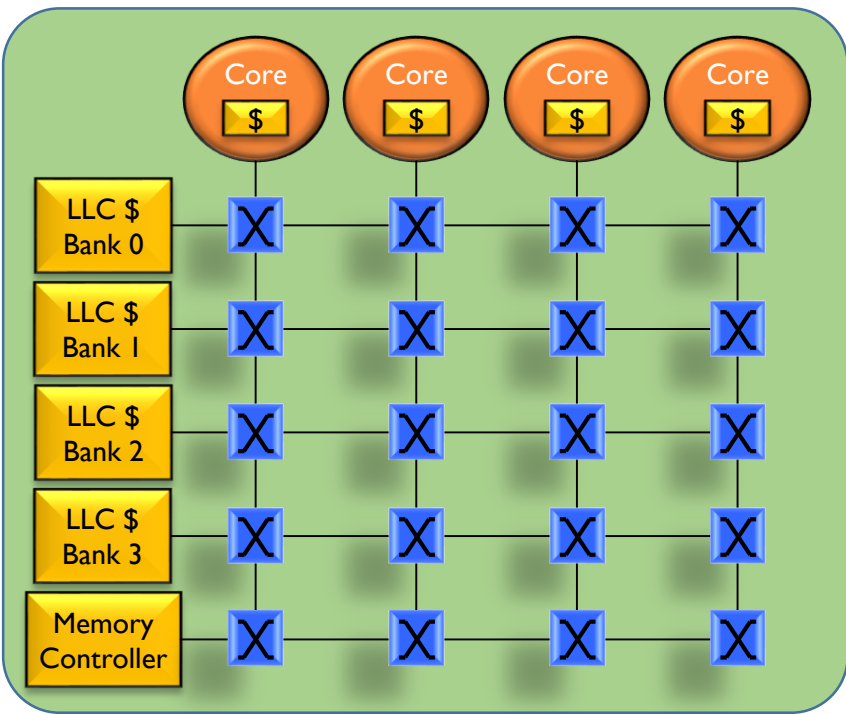 Core
$
Core
$
Core
$
Core
$
LLC $
Bank 0
LLC $
Bank 1
LLC $
Bank 2
LLC $
Bank 3
Memory
Controller